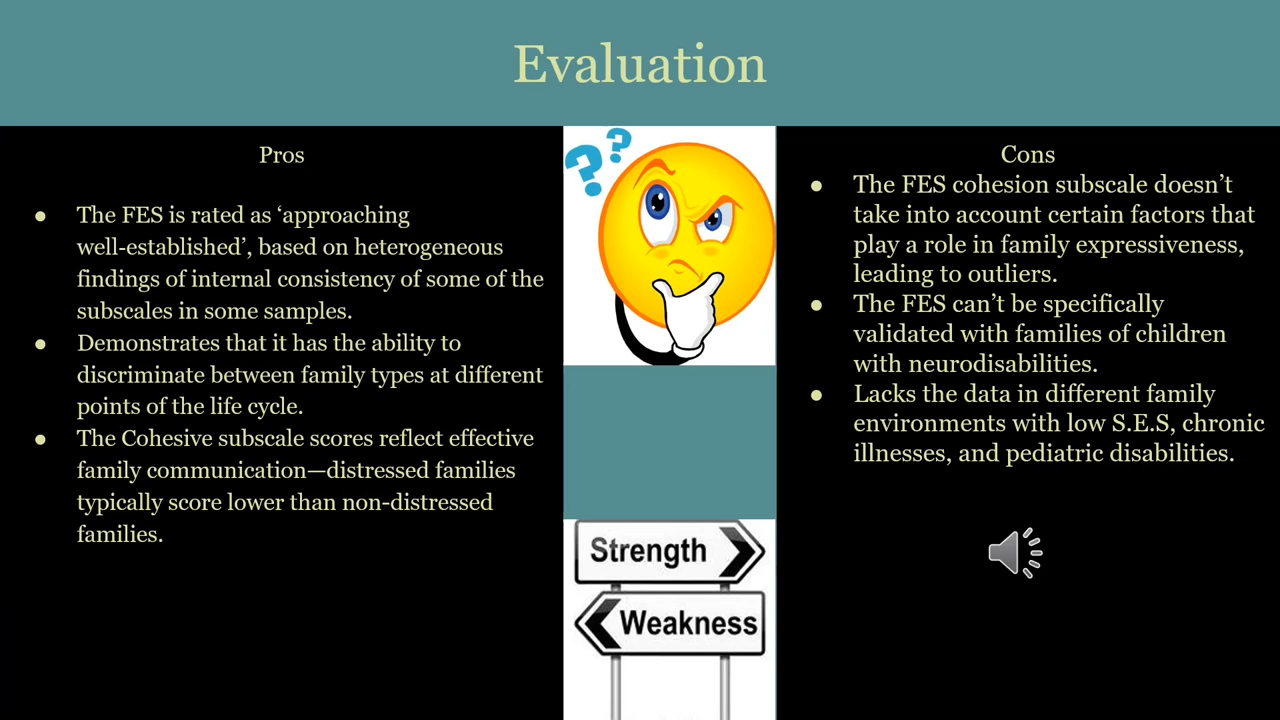 Evaluation
Pros
● The FES is rated as ‘approaching
well-established’, based on heterogeneous
findings of internal consistency of some of the
subscales in some samples.
● Demonstrates that it has the ability to
discriminate between family types at different
points of the life cycle.
● The Cohesive subscale scores reflect effective
family communication—distressed families
typically score lower than non-distressed
families.
??
Strength
Weakness
Cons
● The FES cohesion subscale doesn’t
take into account certain factors that
play a role in family expressiveness,
leading to outliers.
● The FES can’t be specifically
validated with families of children
with neurodisabilities.
● Lacks the data in different family
environments with low S.E.S, chronic
illnesses, and pediatric disabilities.